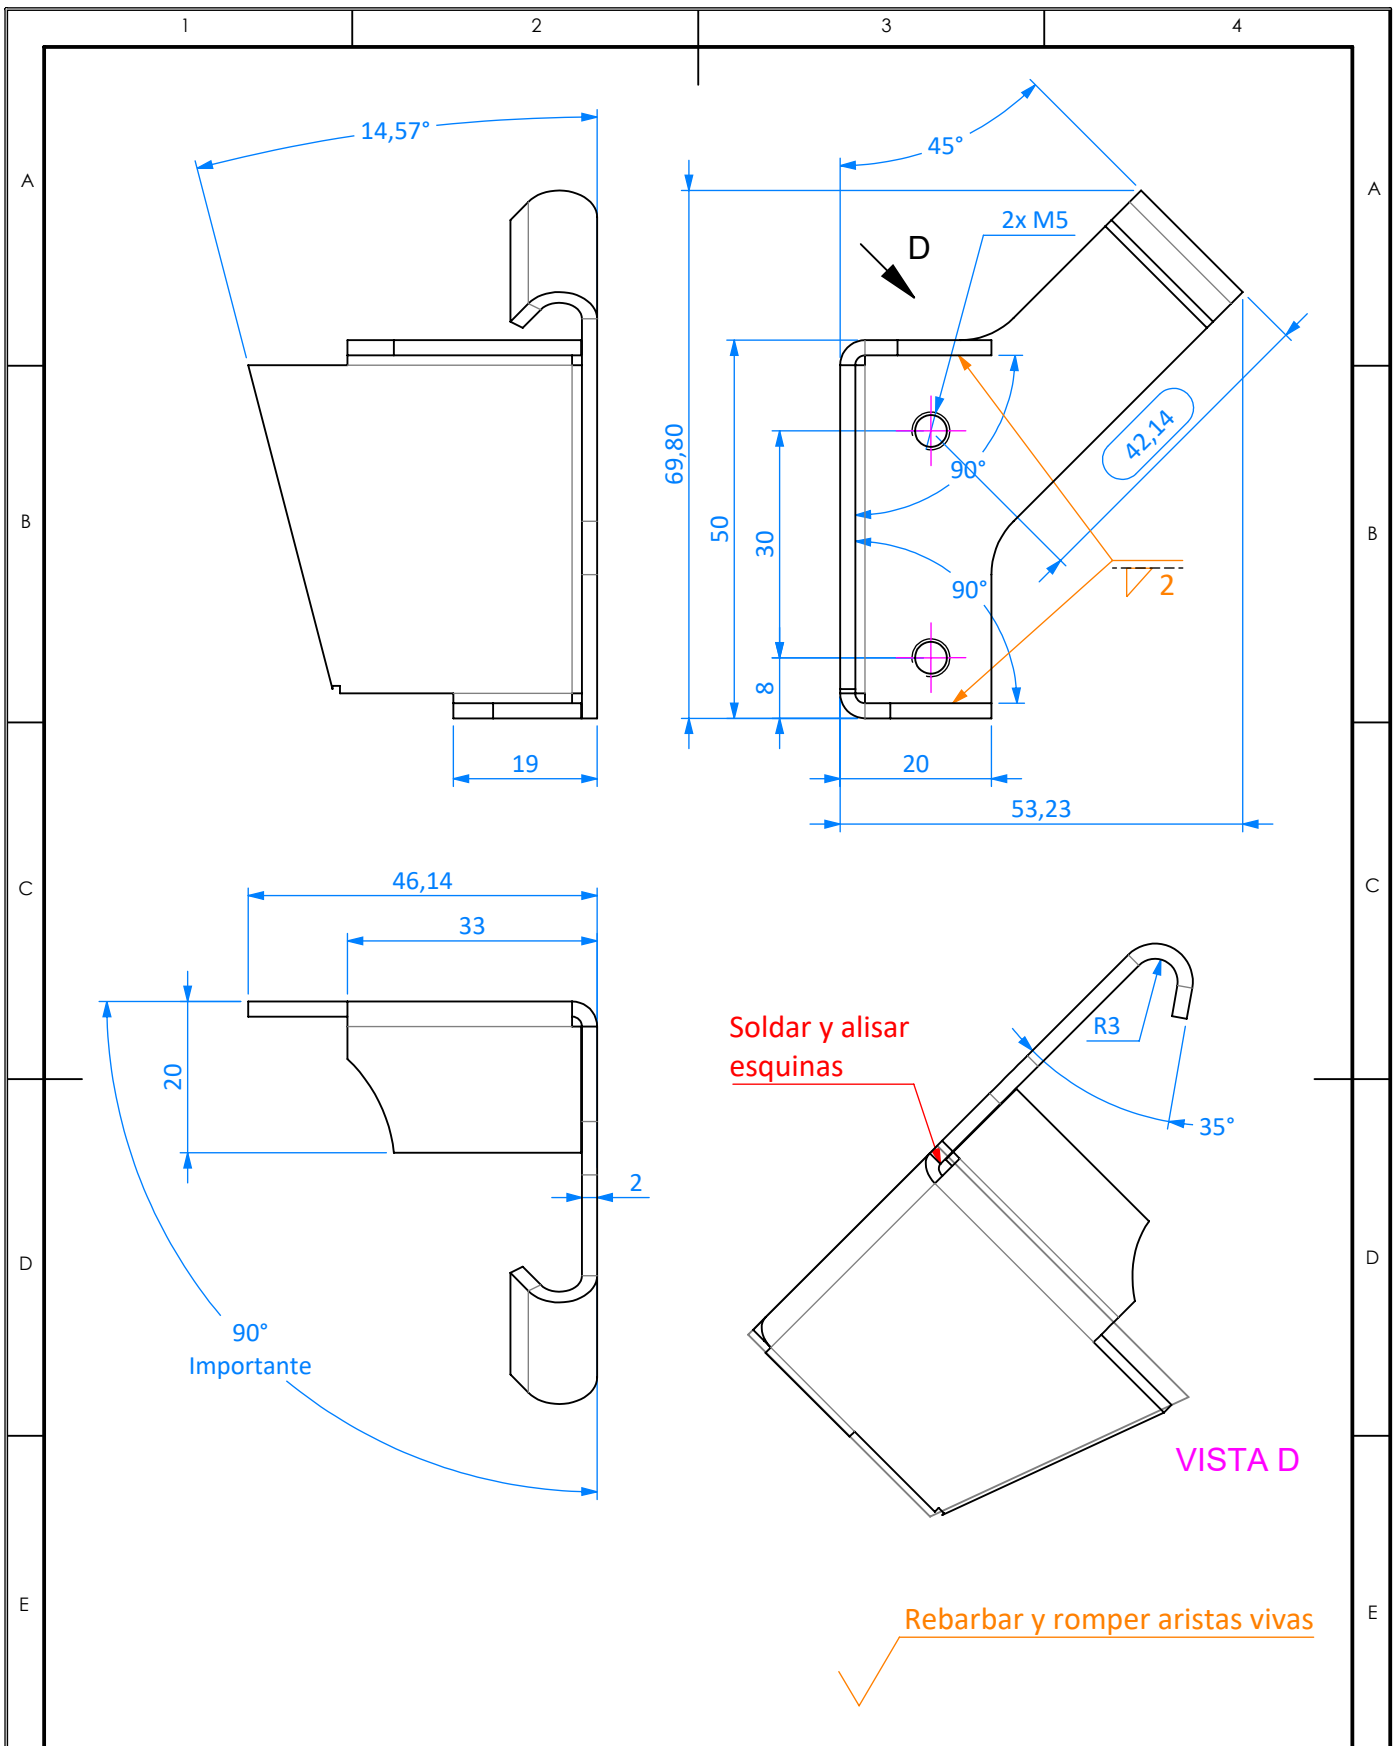 1
2
3
4
A
A
14,57°
45°
2x M5
D
69,80
50
30
8
90°
90°
42,14
2
B
B
19
20
53,23
C
C
46,14
33
20
2
90°
Importante
Soldar y alisar
esquinas
R3
35°
D
D
VISTA D
E
E
Rebarbar y romper aristas vivas